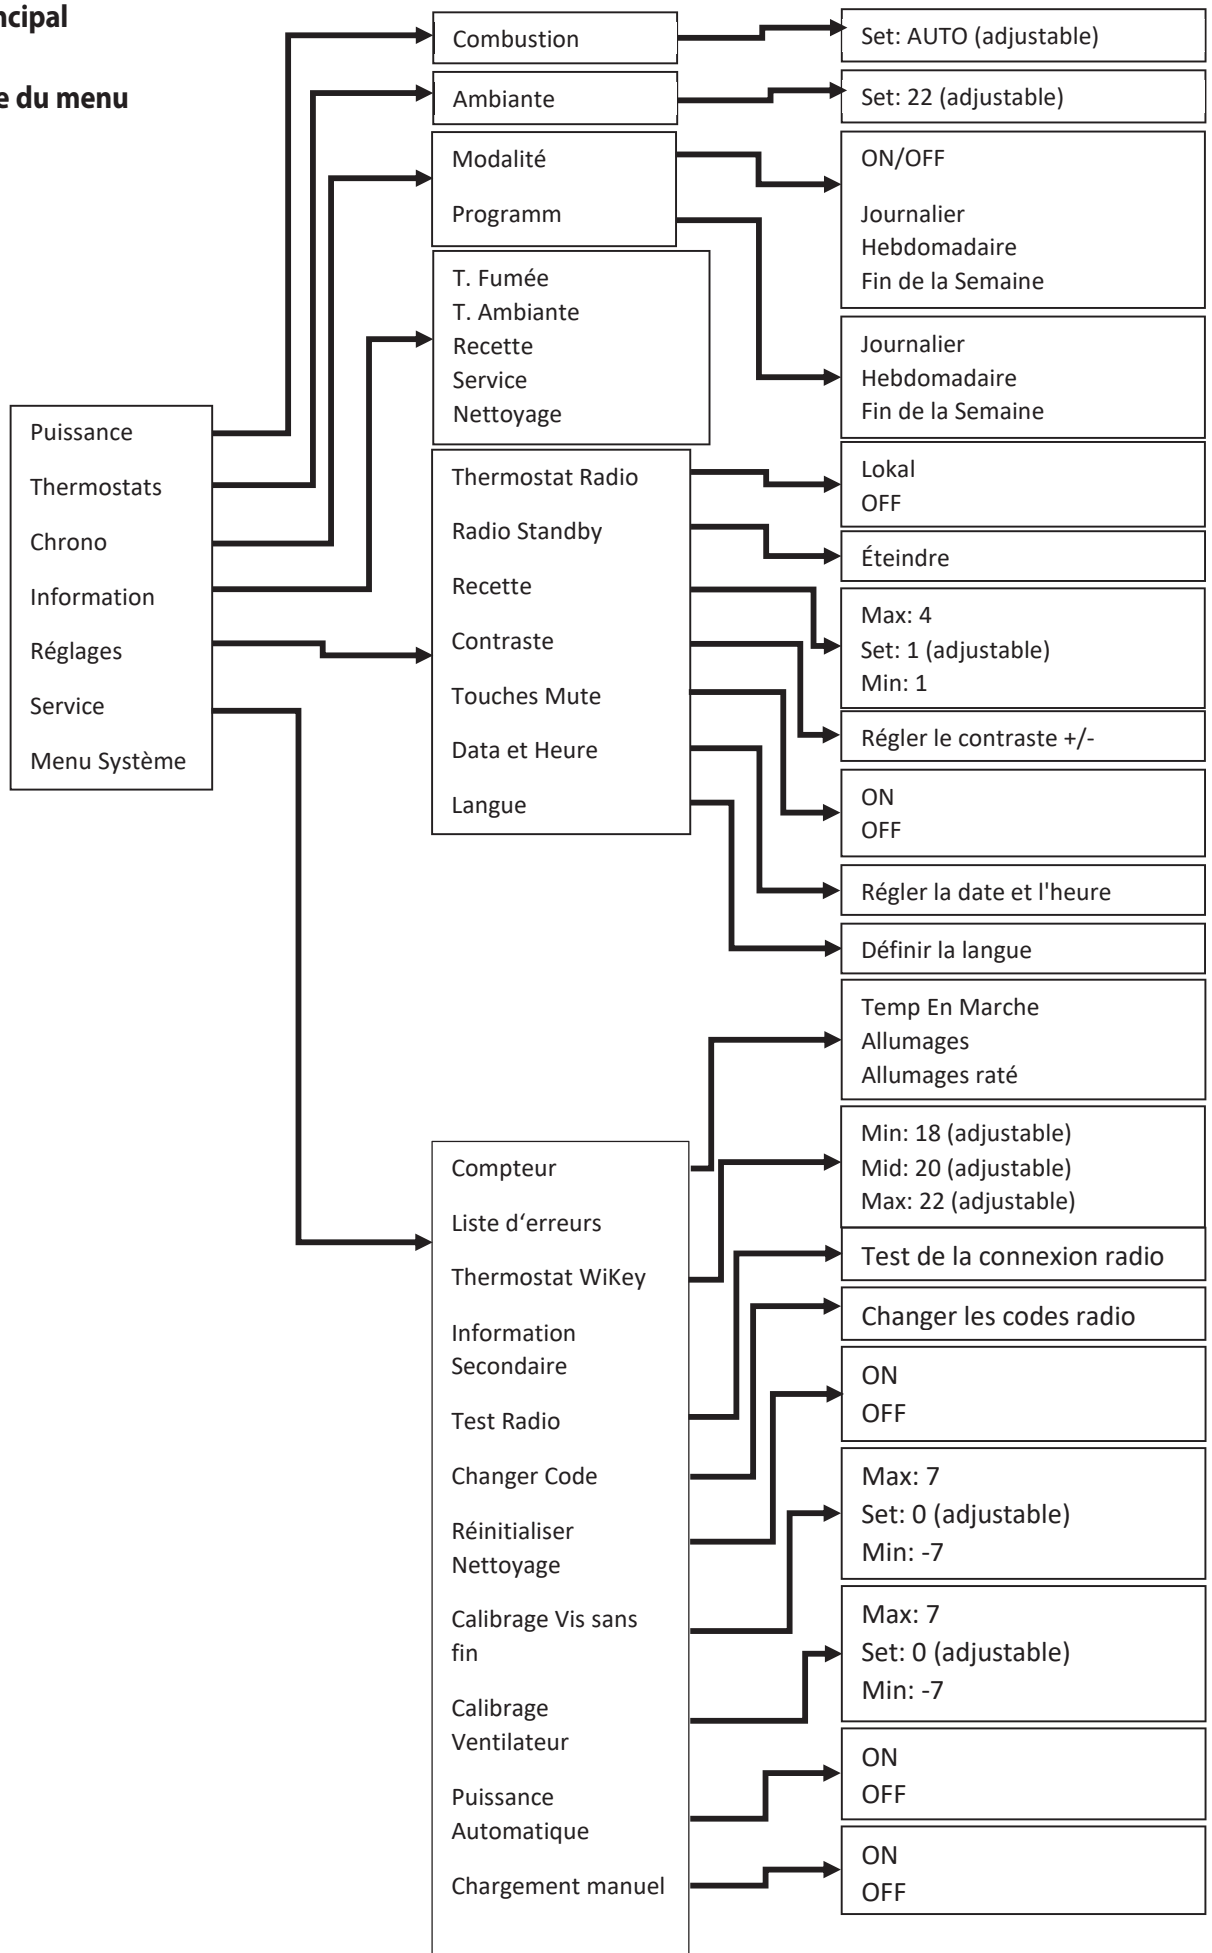 ncipal
e du menu
Puissance
Thermostats
Chrono
Information
Réglages
Service
Menu Système
Combustion
Ambiante
Modalité
Programm
T. Fumée
T. Ambiante
Recette
Service
Nettoyage
Thermostat Radio
Radio Standby
Recette
Contraste
Touches Mute
Data et Heure
Langue
Compteur
Liste d‘erreurs
Thermostat WiKey
Information
Secondaire
Test Radio
Changer Code
Réinitialiser
Nettoyage
Calibrage Vis sans
fin
Calibrage
Ventilateur
Puissance
Automatique
Chargement manuel
Set: AUTO (adjustable)
Set: 22 (adjustable)
ON/OFF
Journalier
Hebdomadaire
Fin de la Semaine
Journalier
Hebdomadaire
Fin de la Semaine
Lokal
OFF
Éteindre
Max: 4
Set: 1 (adjustable)
Min: 1
Régler le contraste +/-
ON
OFF
Régler la date et l'heure
Définir la langue
Temp En Marche
Allumages
Allumages raté
Min: 18 (adjustable)
Mid: 20 (adjustable)
Max: 22 (adjustable)
Test de la connexion radio
Changer les codes radio
ON
OFF
Max: 7
Set: 0 (adjustable)
Min: -7
Max: 7
Set: 0 (adjustable)
Min: -7
ON
OFF
ON
OFF